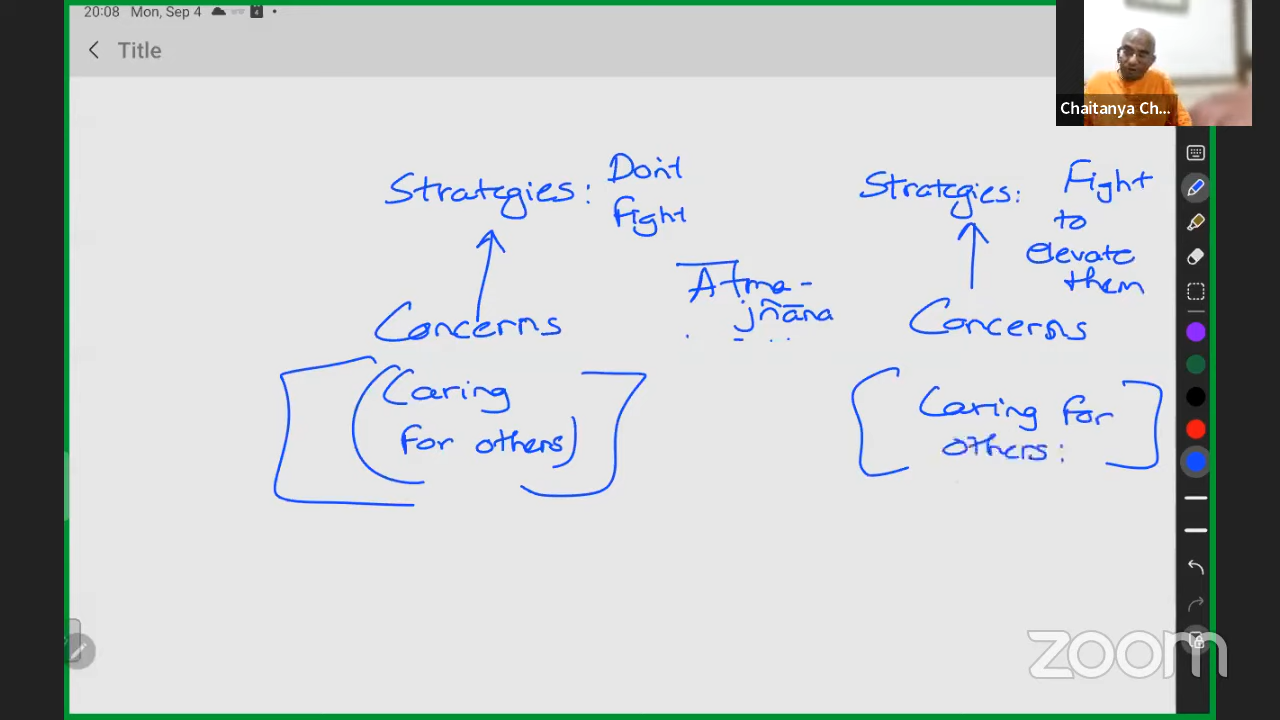 20:08 Mon, Sep 4
Title
Chaitanya Ch...
Strategies: Don't
Fight
Concerns
(Caring
For others)
Atma-
jñāna
Strategies: Fight
to
elevate
them
Concerns
Caring for
others:
zoom